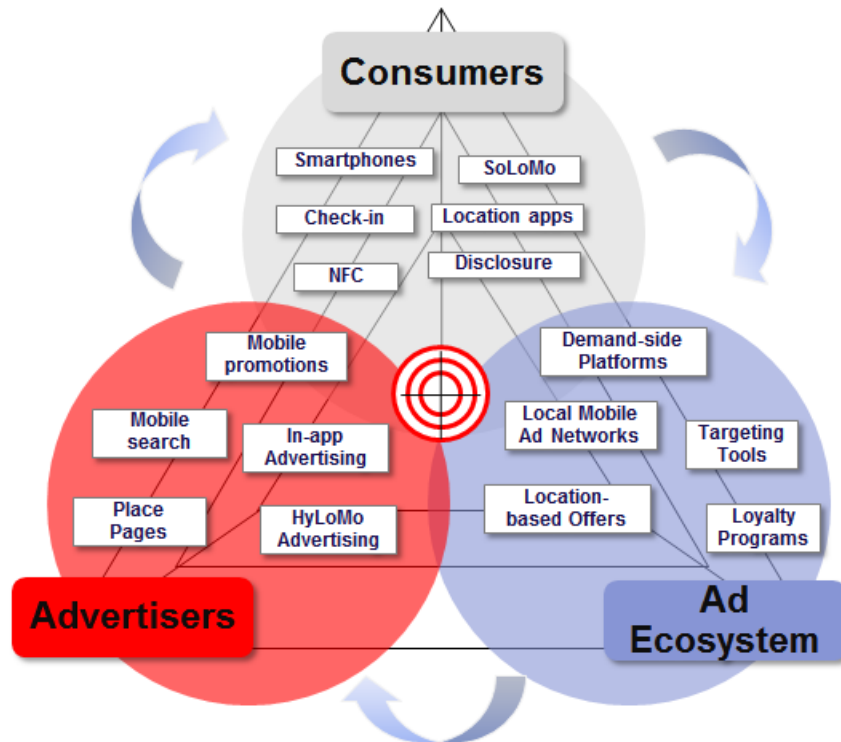 Consumers
Smartphones
SoLoMo
Check-in
Location apps
NFC
Disclosure
Mobile
promotions
Demand-side
Platforms
Mobile
search
In-app
Advertising
Local Mobile
Ad Networks
Targeting
Tools
Place
Pages
HyLoMo
Advertising
Location-
based Offers
Loyalty
Programs
Advertisers
Ad
Ecosystem